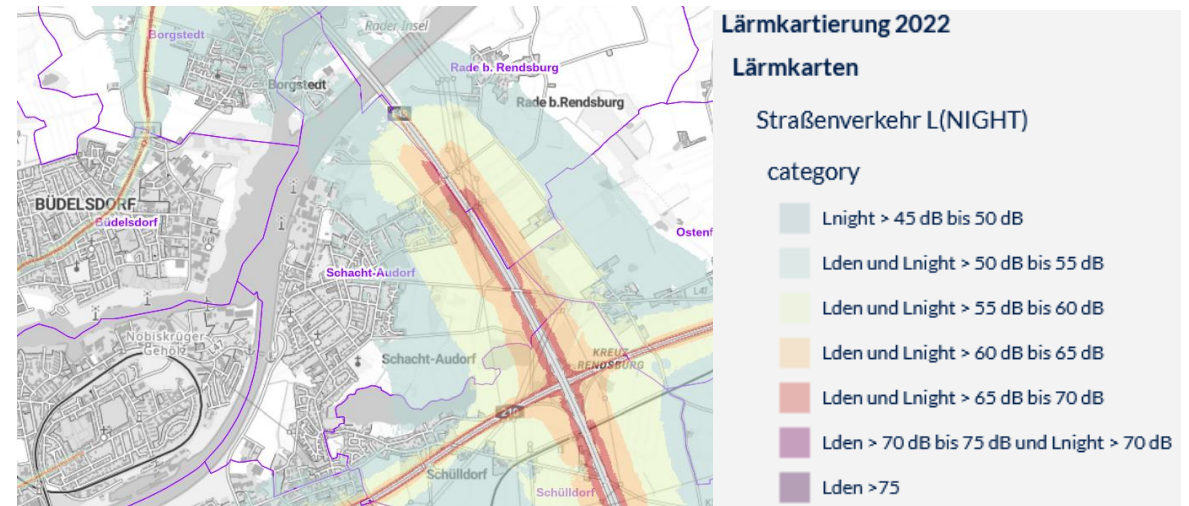 Rader Insel
Borgstedt
Rade b. Rendsburg
Borgstedt
Rade b.Rendsburg
BÜDELSDORF
Büdelsdorf
Schacht-Audorf
L47
Nobiskrüger
Gehölz
L47
Schacht-Audorf
KREUZ
RENDSBURG
210
Schülldorf
Schülldorf
Lärmkartierung 2022
Lärmkarten
Straßenverkehr L(NIGHT)
category
Lnight > 45 dB bis 50 dB
Lden und Lnight > 50 dB bis 55 dB
Lden und Lnight > 55 dB bis 60 dB
Lden und Lnight > 60 dB bis 65 dB
Lden und Lnight > 65 dB bis 70 dB
Lden > 70 dB bis 75 dB und Lnight > 70 dB
Lden >75